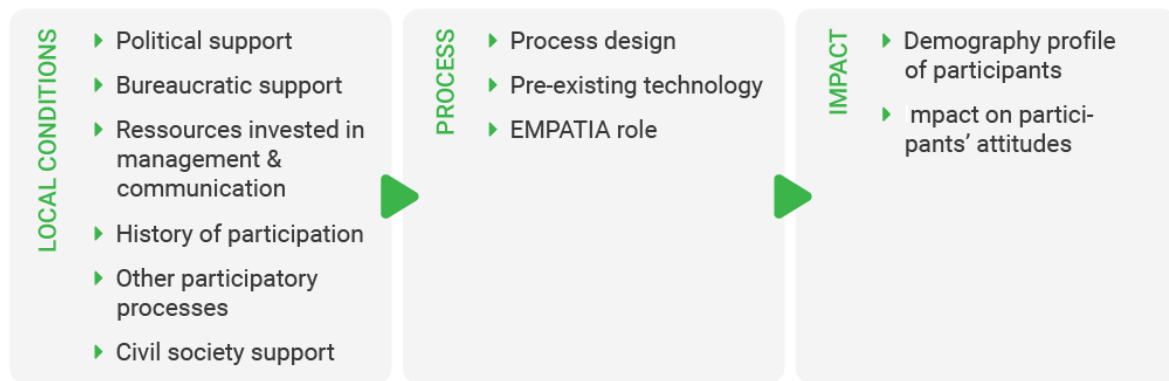 LOCAL CONDITIONS
Political support
Bureaucratic support
Ressources invested in
management &
communication
History of participation
Other participatory
processes
Civil society support
PROCESS
Process design
Pre-existing technology
EMPATIA role
IMPACT
Demography profile
of participants
Impact on partici-
pants’ attitudes